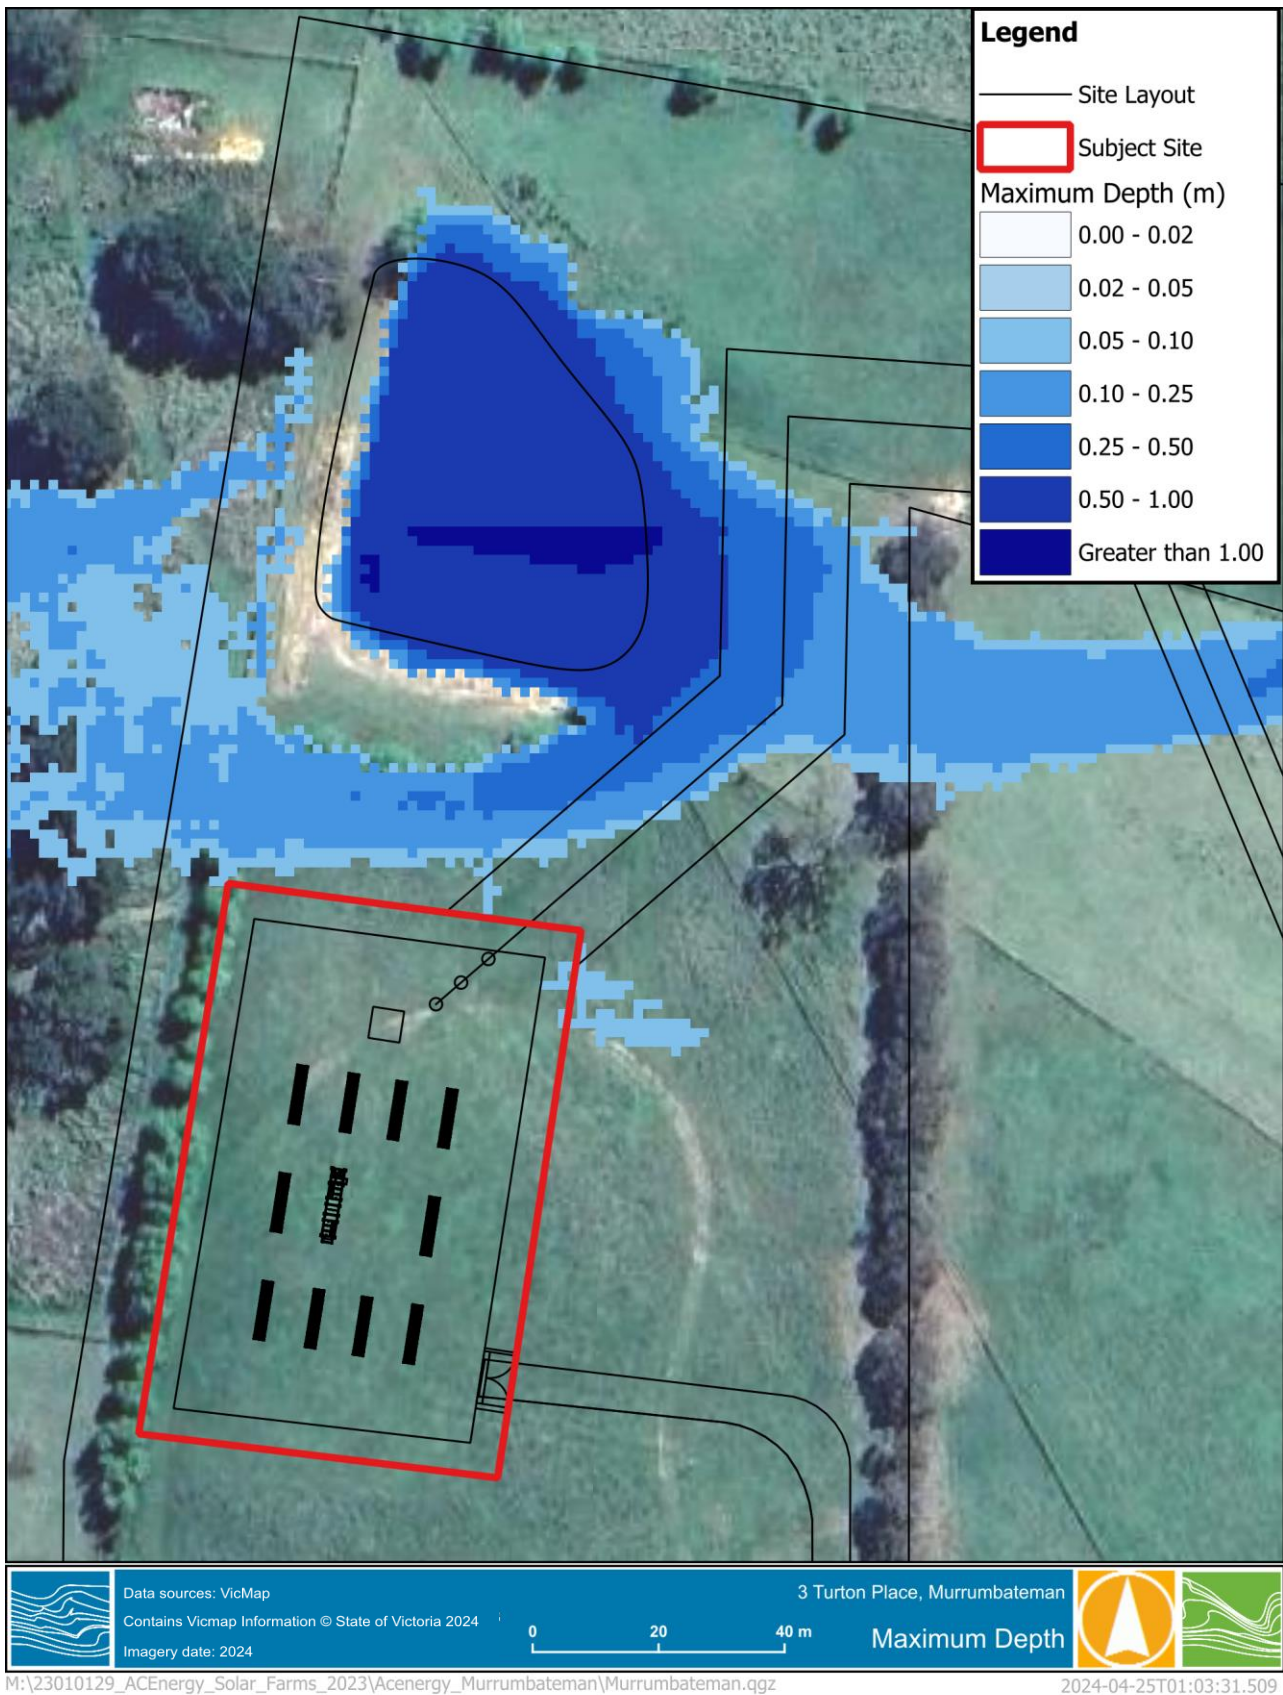 Legend
Site Layout
Subject Site
Maximum Depth (m)
0.00 - 0.02
0.02 - 0.05
0.05 - 0.10
0.10 - 0.25
0.25 - 0.50
0.50 - 1.00
Greater than 1.00
Data sources: VicMap
Contains Vicmap Information © State of Victoria 2024
Imagery date: 2024
0 20 40 m
3 Turton Place, Murrumbateman
Maximum Depth
M:\23010129_ACEnergy_Solar_Farms_2023\Acenergy_Murrumbateman\Murrumbateman.qgz
2024-04-25T01:03:31.509